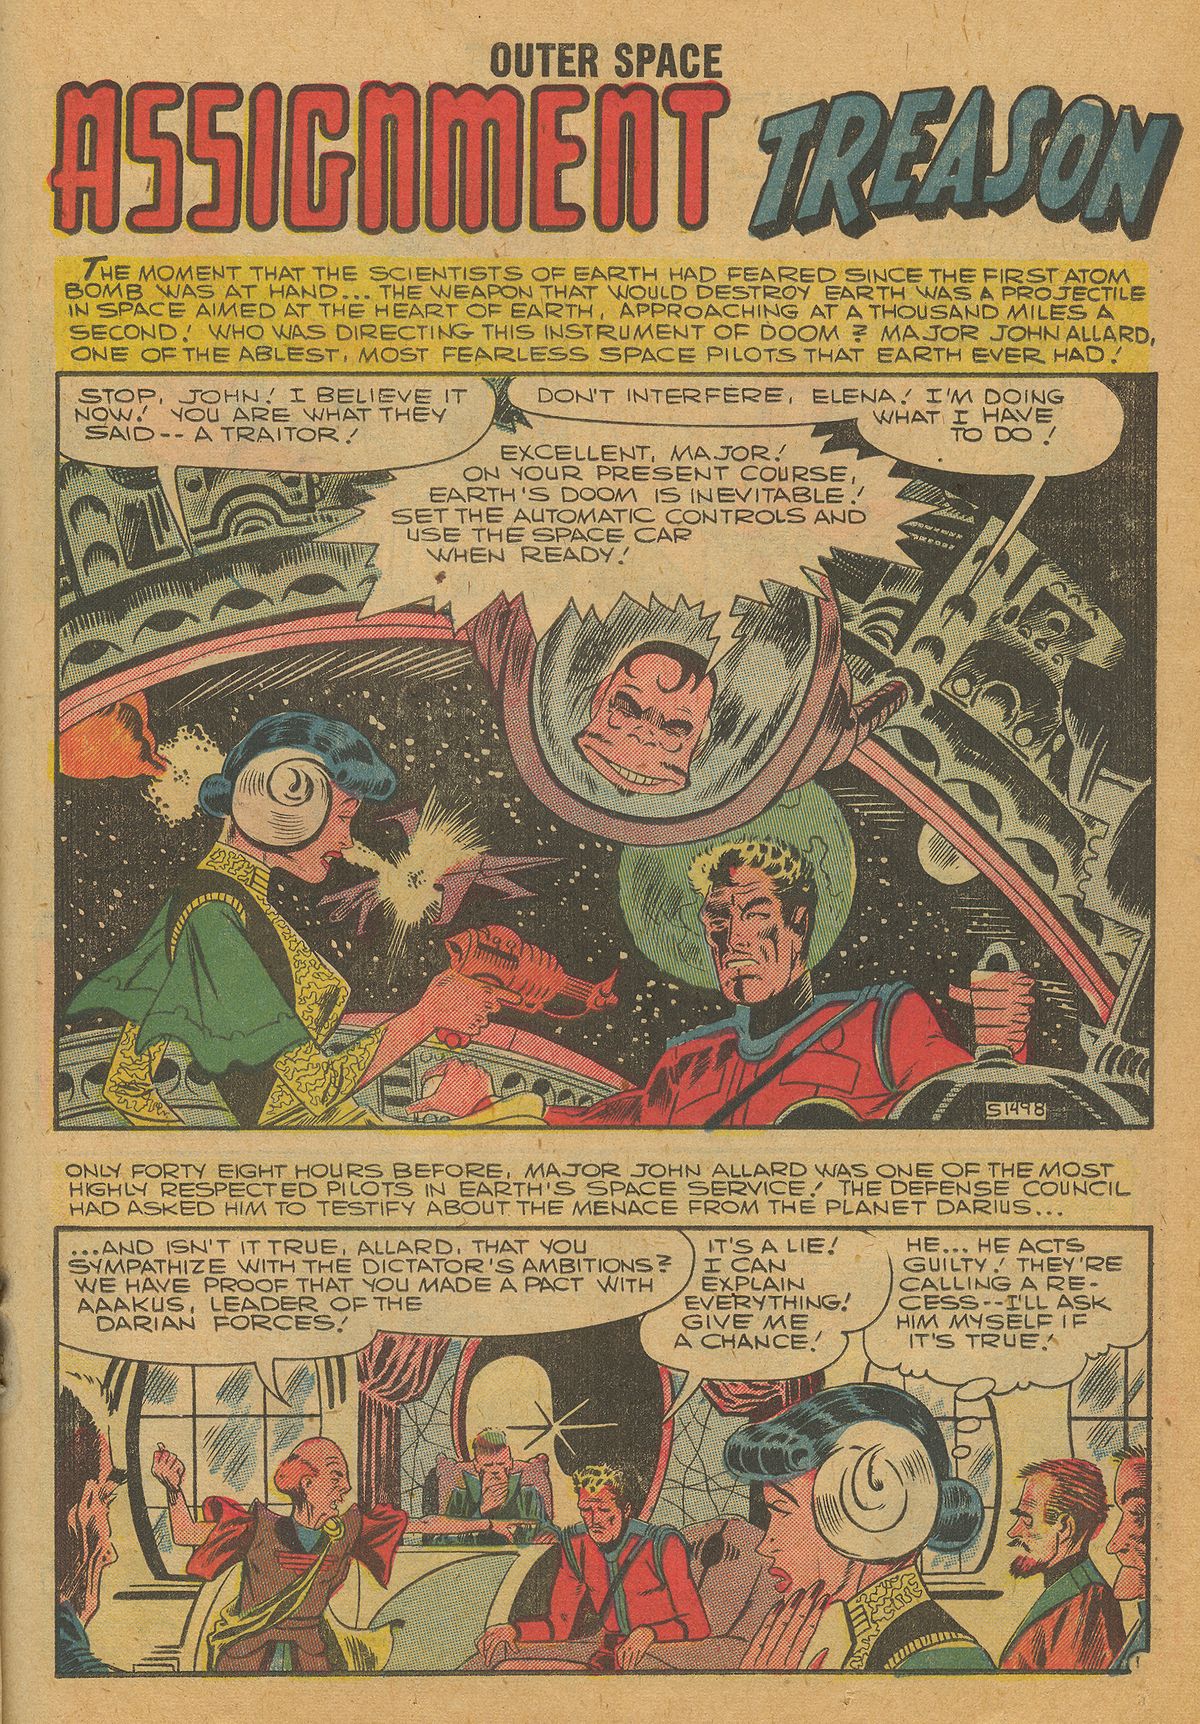 OUTER SPACE
ASSIGNMENT TREASON
THE MOMENT THAT THE SCIENTISTS OF EARTH HAD FEARED SINCE THE FIRST ATOM
BOMB WAS AT HAND... THE WEAPON THAT WOULD DESTROY EARTH WAS A PROJECTILE
IN SPACE AIMED AT THE HEART OF EARTH, APPROACHING AT A THOUSAND MILES A
SECOND! WHO WAS DIRECTING THIS INSTRUMENT OF DOOM? MAJOR JOHN ALLARD,
ONE OF THE ABLEST, MOST FEARLESS SPACE PILOTS THAT EARTH EVER HAD!
STOP, JOHN! I BELIEVE IT
NOW! YOU ARE WHAT THEY
SAID-- A TRAITOR!
DON'T INTERFERE, ELENA! I'M DOING
WHAT I HAVE
TO DO!
EXCELLENT, MAJOR!
ON YOUR PRESENT COURSE,
EARTH'S DOOM IS INEVITABLE!
SET THE AUTOMATIC CONTROLS AND
USE THE SPACE CAR
WHEN READY!
S1498
ONLY FORTY EIGHT HOURS BEFORE, MAJOR JOHN ALLARD WAS ONE OF THE MOST
HIGHLY RESPECTED PILOTS IN EARTH'S SPACE SERVICE! THE DEFENSE COUNCIL
HAD ASKED HIM TO TESTIFY ABOUT THE MENACE FROM THE PLANET DARIUS...
...AND ISN'T IT TRUE, ALLARD, THAT YOU
SYMPATHIZE WITH THE DICTATOR'S AMBITIONS?
WE HAVE PROOF THAT YOU MADE A PACT WITH
AAAKUS, LEADER OF THE
DARIAN FORCES!
IT'S A LIE!
I CAN
EXPLAIN
EVERYTHING!
GIVE ME
A CHANCE!
HE... HE ACTS
GUILTY! THEY'RE
CALLING A RE-
CESS--I'LL ASK
HIM MYSELF IF
IT'S TRUE!
1